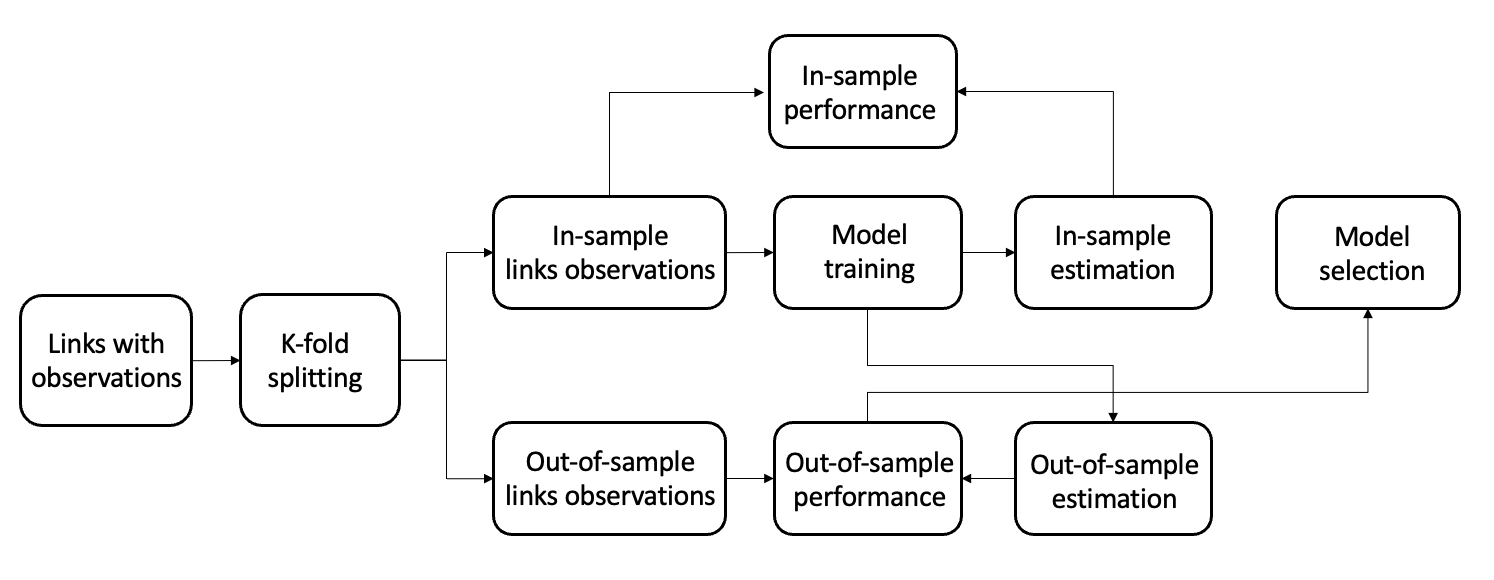 In-sample
performance
In-sample
links observations
Model
training
In-sample
estimation
Model
selection
Links with
observations
K-fold
splitting
Out-of-sample
links observations
Out-of-sample
performance
Out-of-sample
estimation